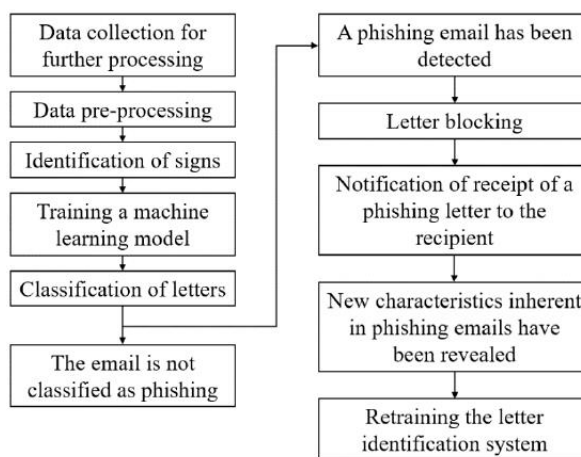 Data collection for
further processing
Data pre-processing
Identification of signs
Training a machine
learning model
Classification of letters
The email is not
classified as phishing
A phishing email has been
detected
Letter blocking
Notification of receipt of a
phishing letter to the
recipient
New characteristics inherent
in phishing emails have
been revealed
Retraining the letter
identification system